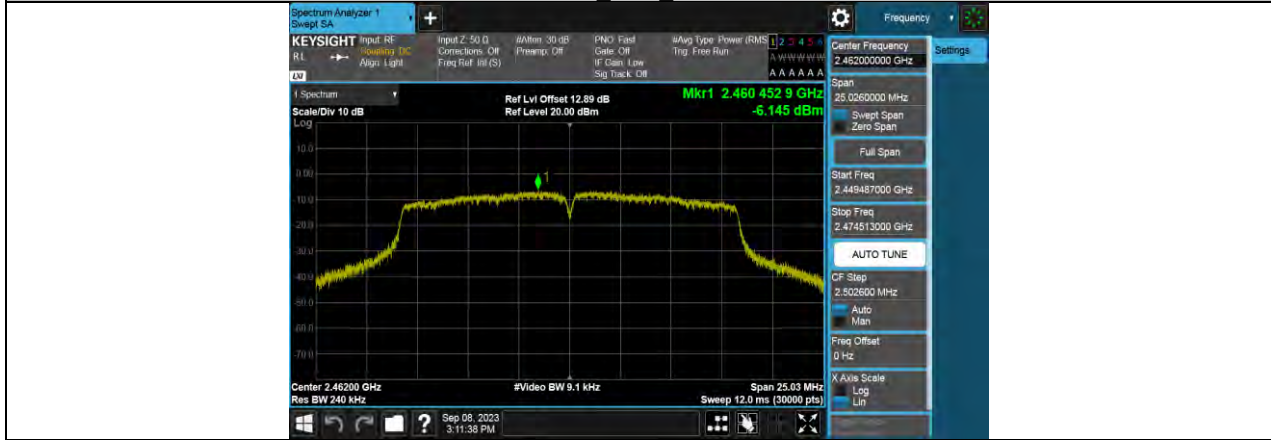 Spectrum Analyzer 1
Swept SA
+
Frequency
Settings
KEYSIGHT Input: RF
RL
Coupling: DC
Align: Light
LXI
Input Z: 50 Ω
Corrections: Off
Freq Ref: Int (S)
#Atten: 30 dB
Preamp: Off
PNO: Fast
Gate: Off
IF Gain: Low
Sig Track: Off
#Avg Type: Power (RMS
Trig: Free Run
1 2 3 4 5 6
A W W W W W
A A A A A A
1 Spectrum
Scale/Div 10 dB
Log
Ref Lvl Offset 12.89 dB
Ref Level 20.00 dBm
Mkr1 2.460 452 9 GHz
-6.145 dBm
1
10.0
0.00
-10.0
-20.0
-30.0
-40.0
-50.0
-60.0
-70.0
Center 2.46200 GHz
Res BW 240 kHz
#Video BW 9.1 kHz
Span 25.03 MHz
Sweep 12.0 ms (30000 pts)
Center Frequency
2.462000000 GHz
Span
25.0260000 MHz
Swept Span
Zero Span
Full Span
Start Freq
2.449487000 GHz
Stop Freq
2.474513000 GHz
AUTO TUNE
CF Step
2.502600 MHz
Auto
Man
Freq Offset
0 Hz
X Axis Scale
Log
Lin
?
Sep 08, 2023
3:11:38 PM